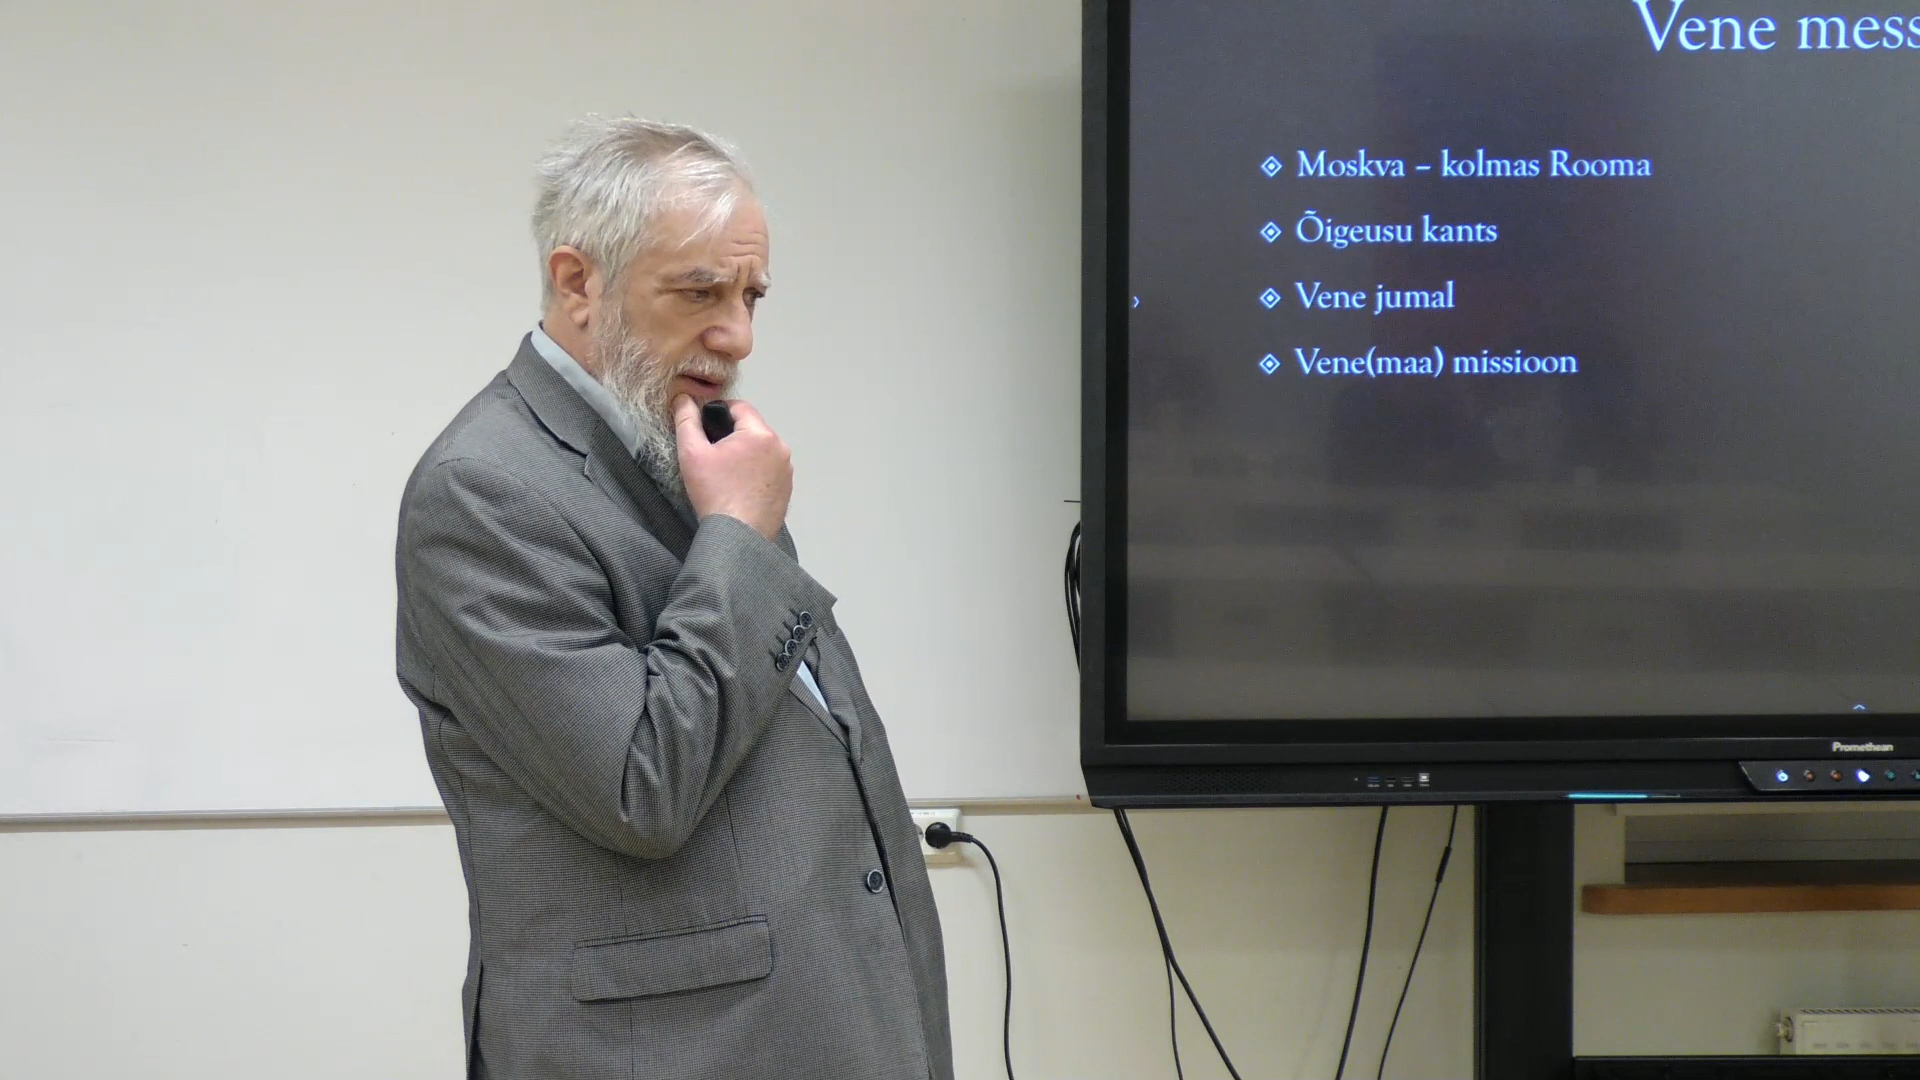 Vene mess
Moskva – kolmas Rooma
Õigeusu kants
Vene jumal
Vene(maa) missioon
Promethean